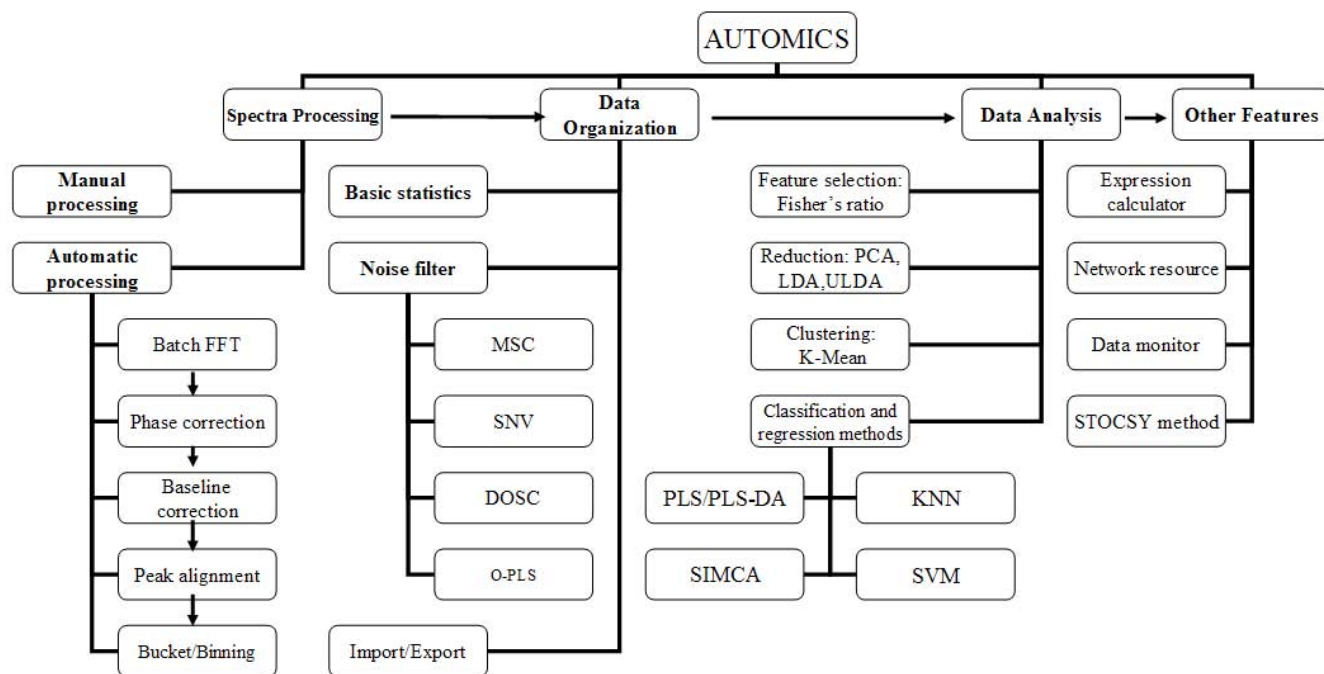 AUTOMICS
Spectra Processing
Data
Organization
Data Analysis
Other Features
Manual
processing
Automatic
processing
Batch FFT
Phase correction
Baseline
correction
Peak alignment
Bucket/Binning
Basic statistics
Noise filter
MSC
SNV
DOSC
O-PLS
Import/Export
Feature selection:
Fisher’s ratio
Reduction: PCA,
LDA,ULDA
Clustering:
K-Mean
Classification and
regression methods
PLS/PLS-DA
KNN
SIMCA
SVM
Expression
calculator
Network resource
Data monitor
STOCSY method